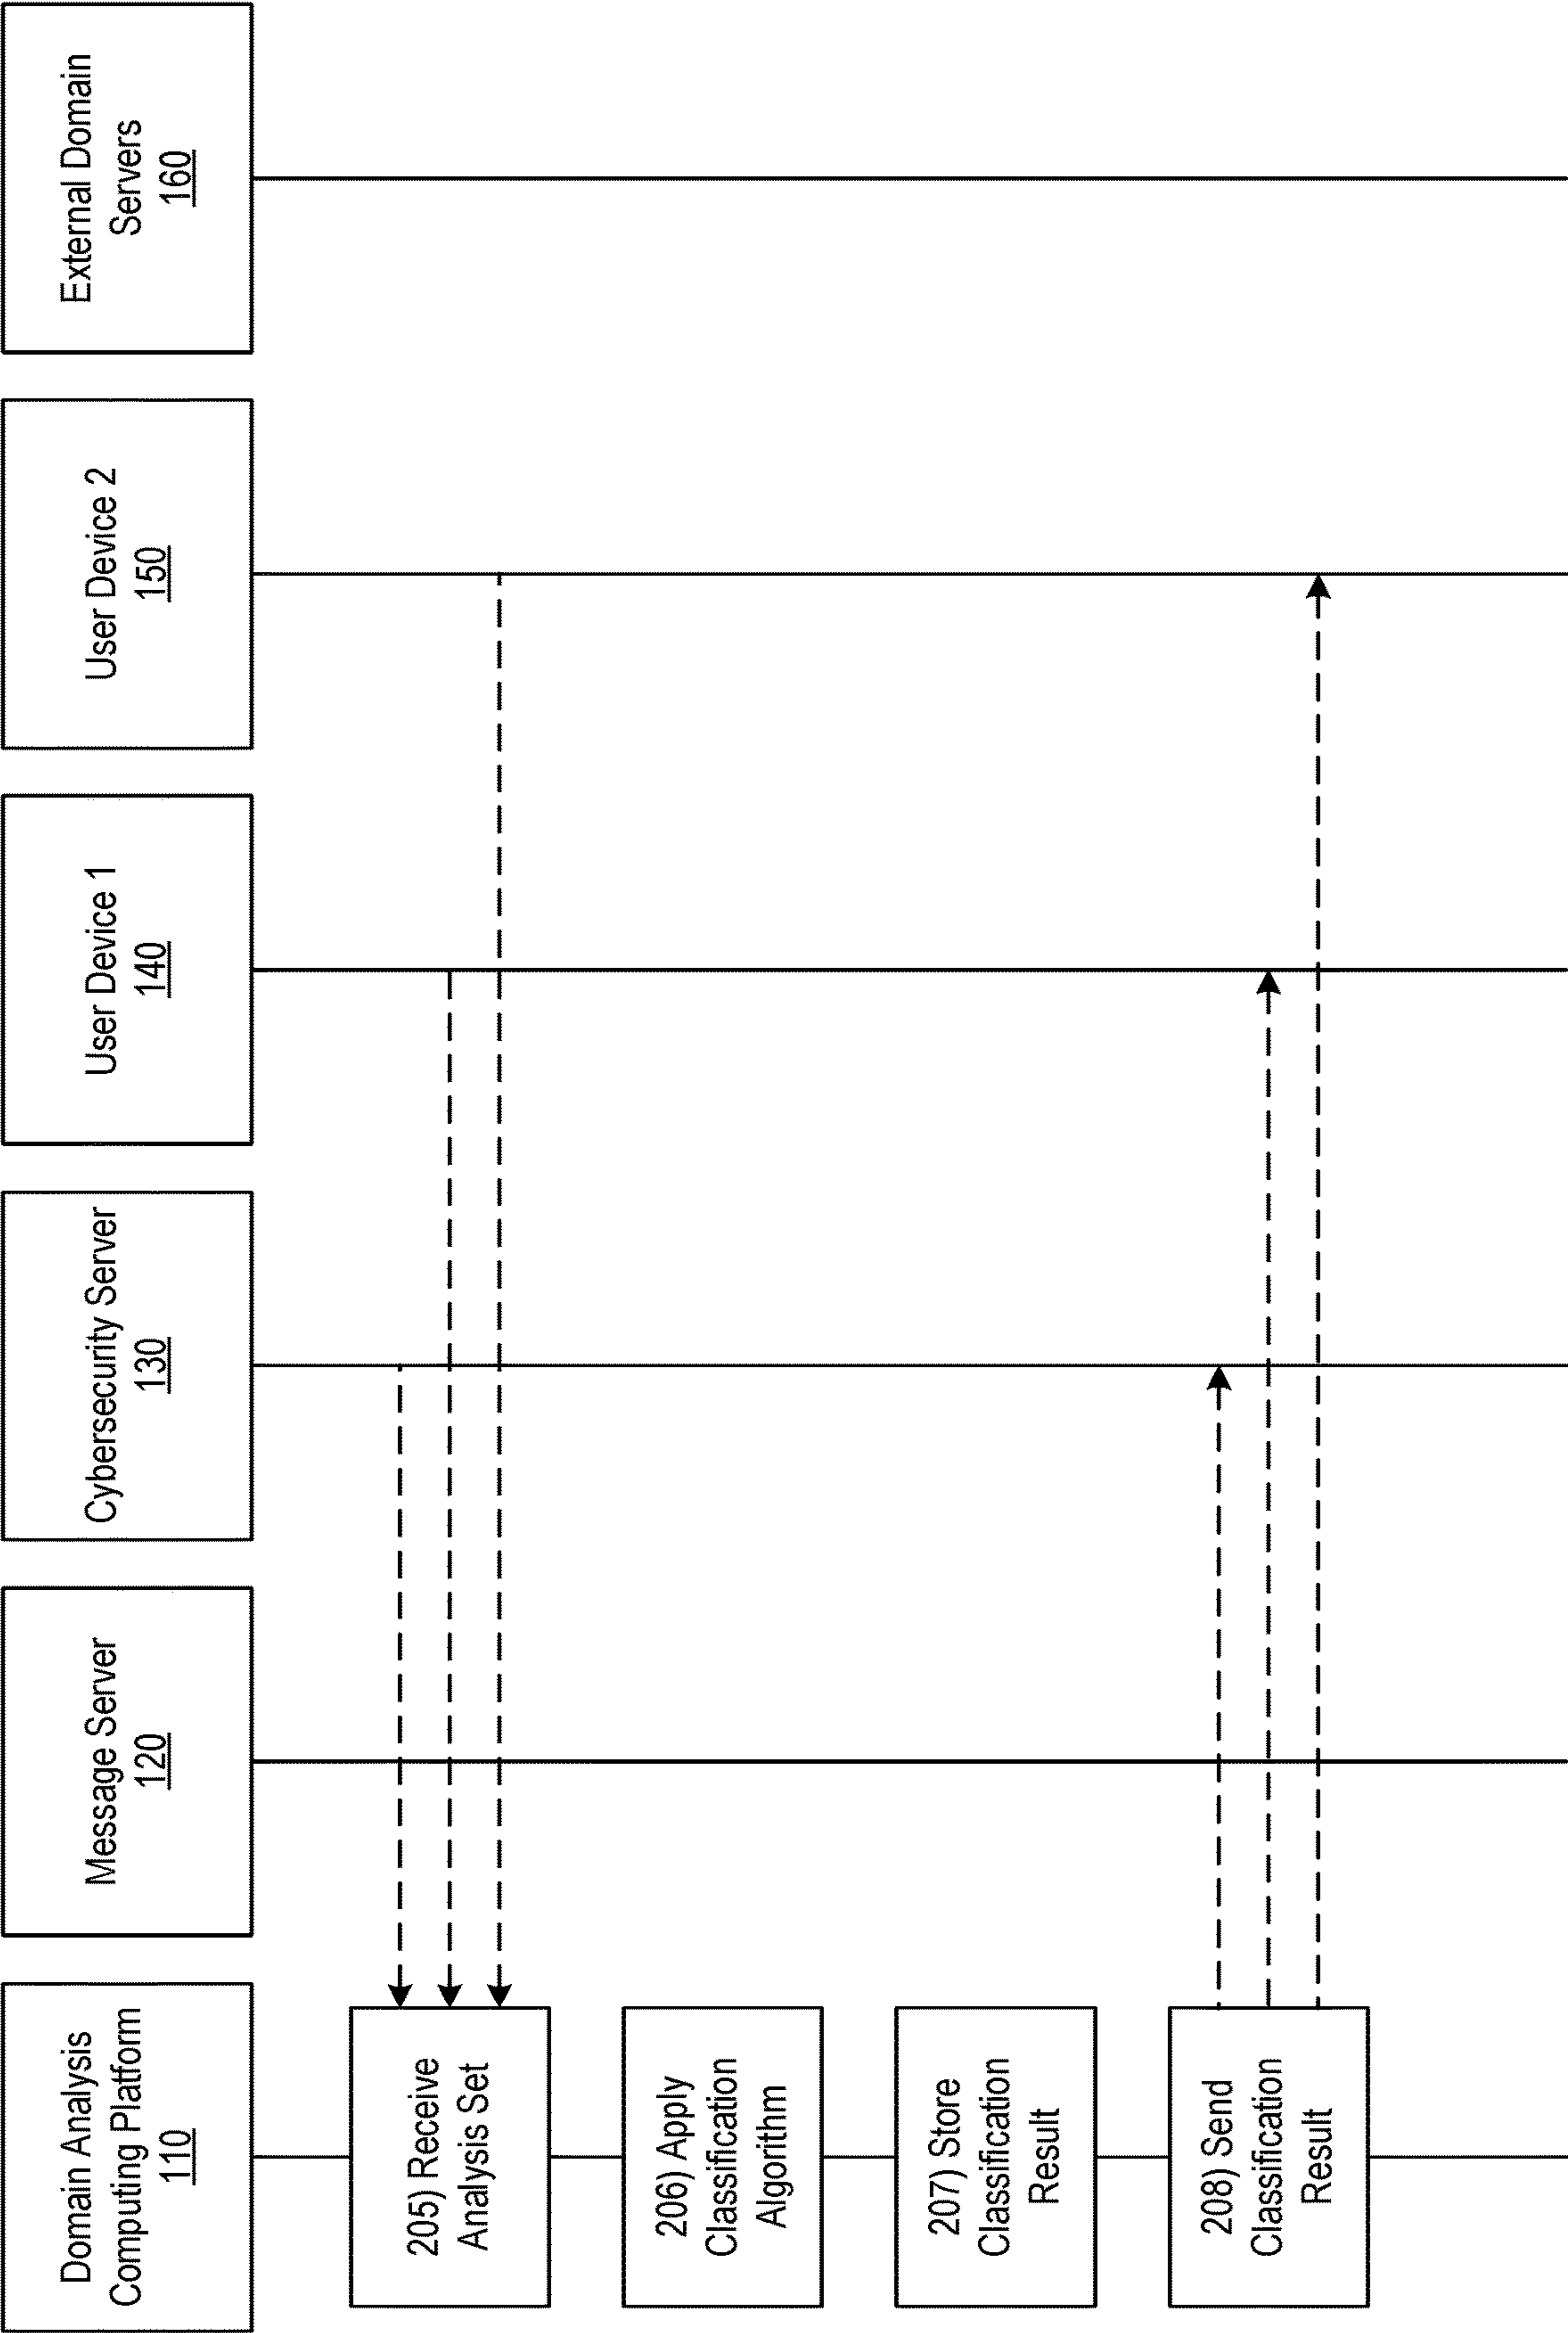 Domain Analysis
Computing Platform
110
Message Server
120
Cybersecurity Server
130
User Device 1
140
User Device 2
150
External Domain
Servers
160
205) Receive
Analysis Set
206) Apply
Classification
Algorithm
207) Store
Classification
Result
208) Send
Classification
Result